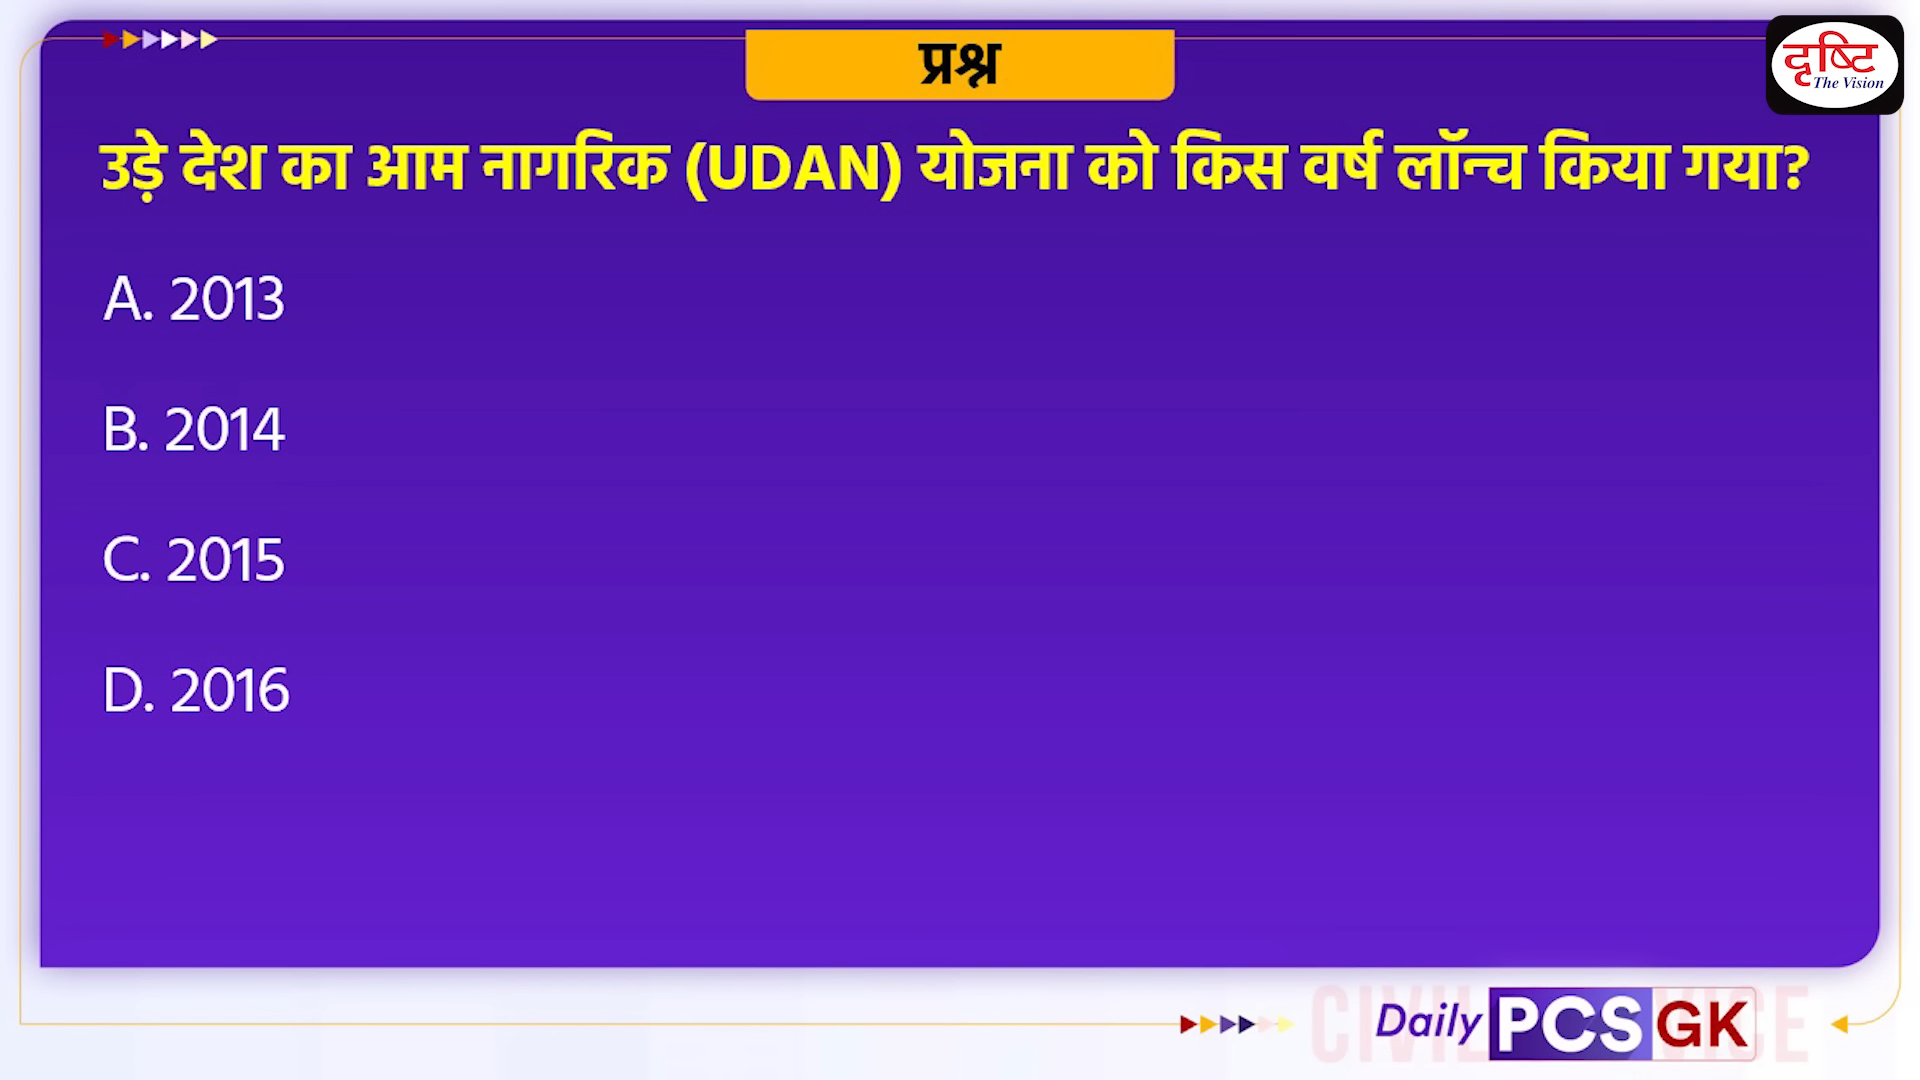 प्रश्न
दृष्टि
The Vision
उड़े देश का आम नागरिक (UDAN) योजना को किस वर्ष लॉन्च किया गया?
A. 2013
B. 2014
C. 2015
D. 2016
Daily PCS GK